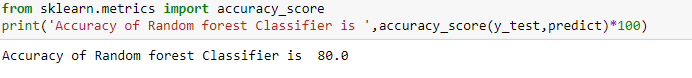 from sklearn.metrics import accuracy_score
print('Accuracy of Random forest Classifier is ',accuracy_score(y_test,predict)*100)
Accuracy of Random forest Classifier is  80.0